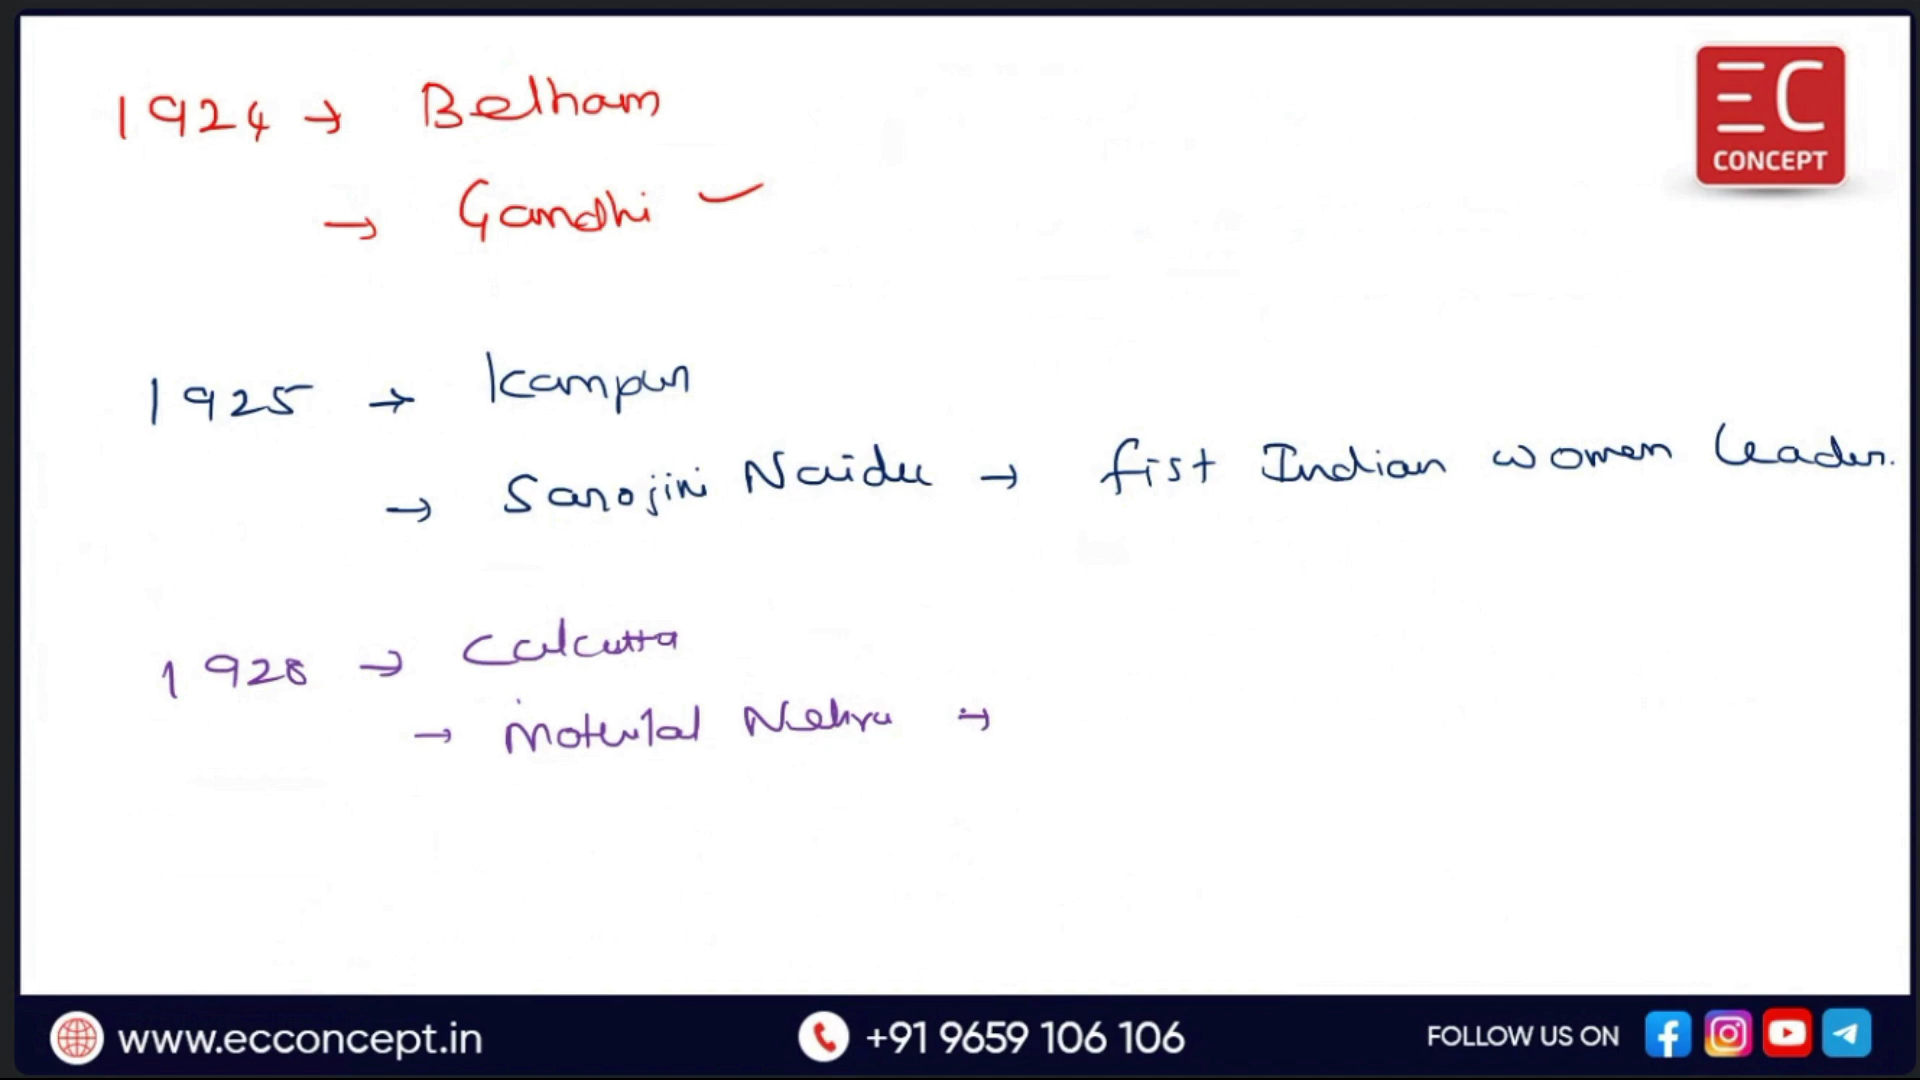 1924 → Belham
→ Gandhi ✓
EC
CONCEPT
1925 → Kanpur
→ Sarojini Naidu → fist Indian women leader.
1928 → Calcutta
→ Motilal Nehru →
www.ecconcept.in
+91 9659 106 106
FOLLOW US ON